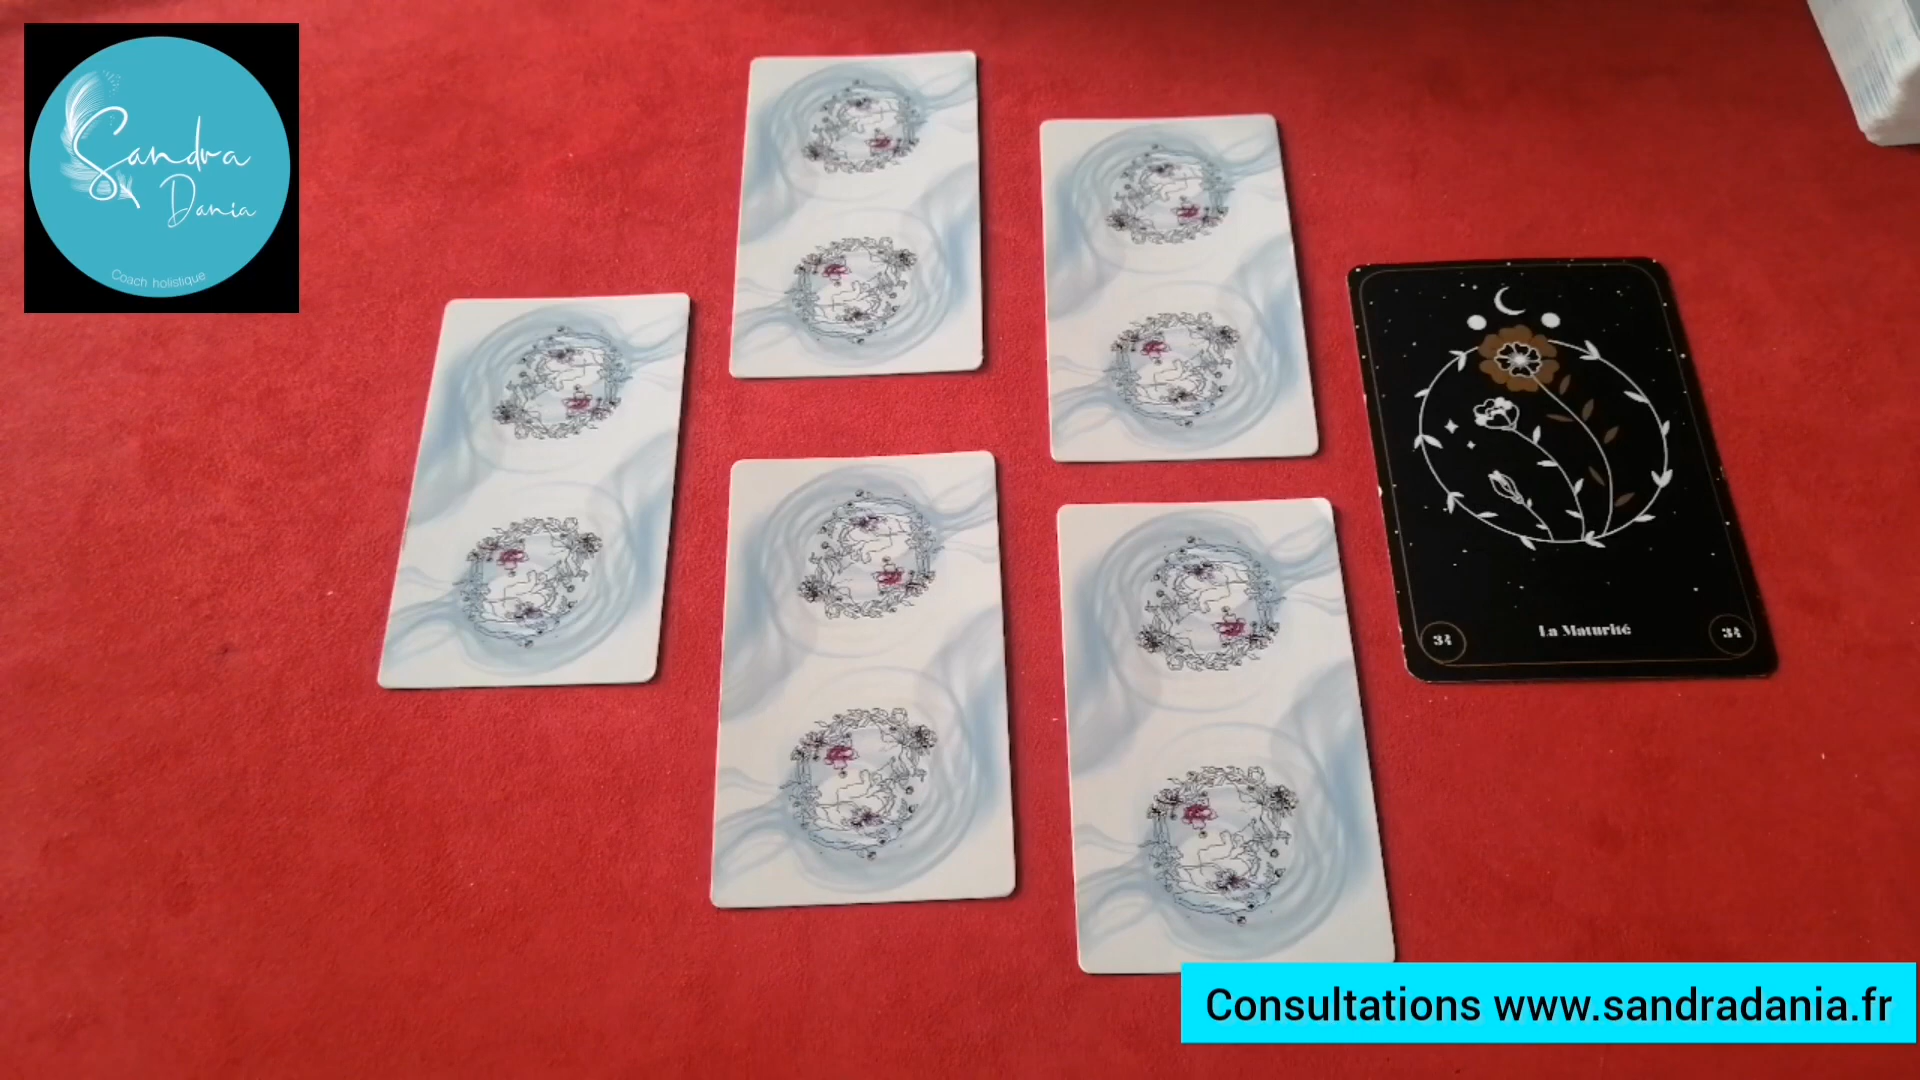 Sandra
Dania
Coach holistique
La Maturité
34
34
Consultations www.sandradania.fr